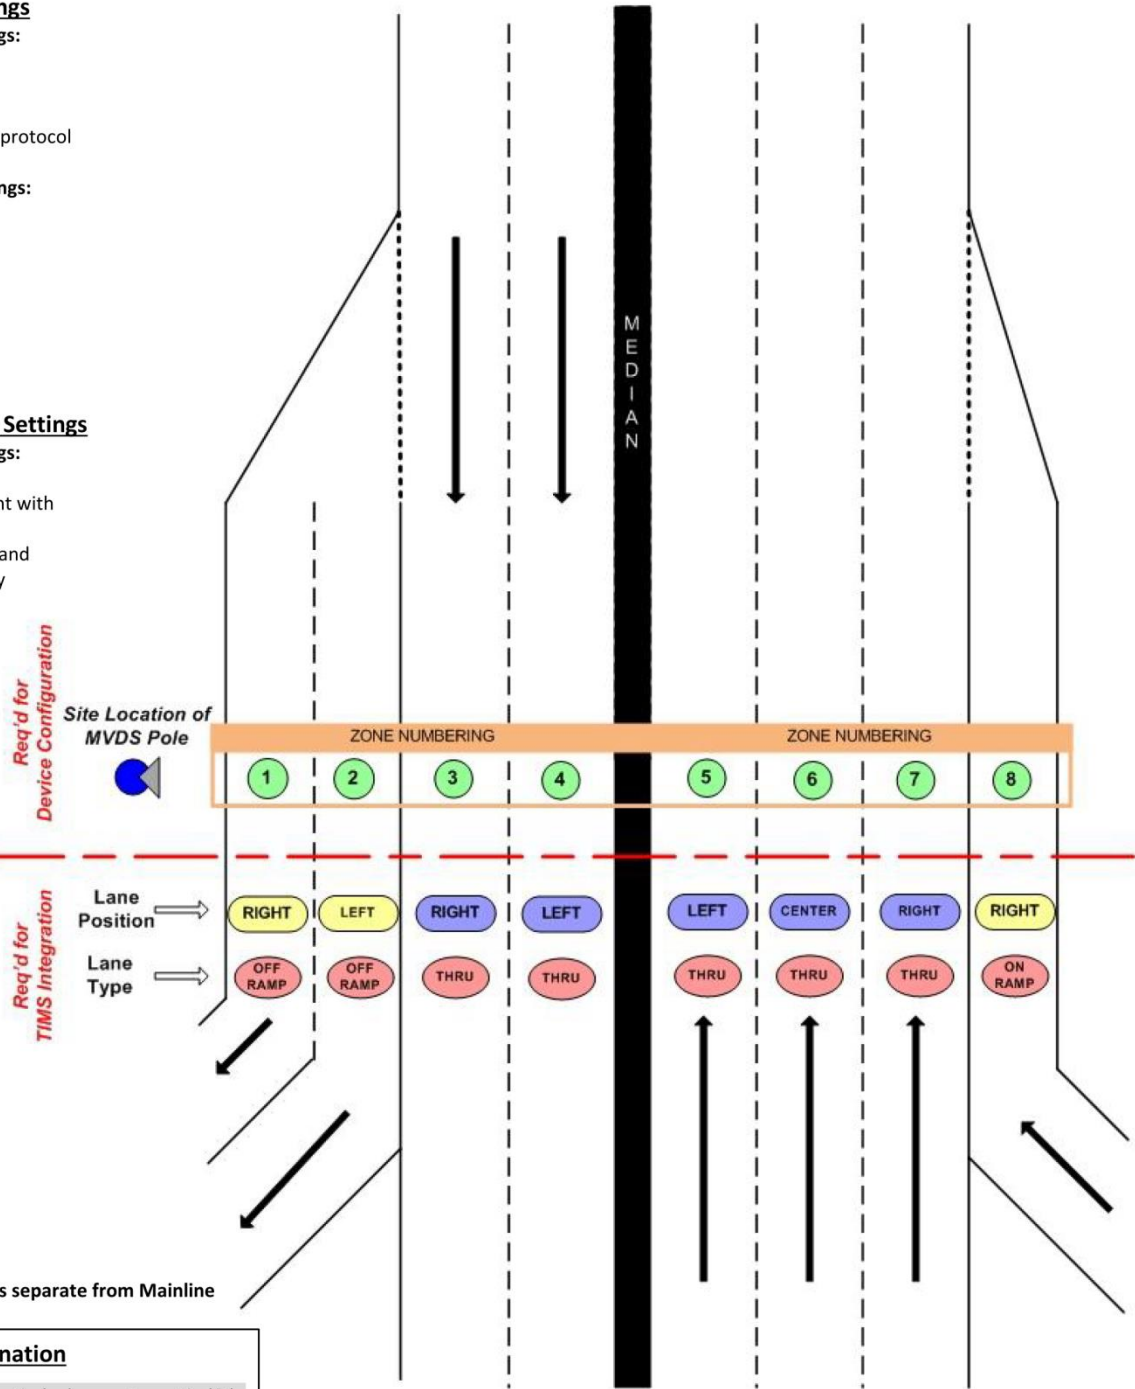 ngs
gs:
protocol
ngs:
Settings
gs:
nt with
and
y
MEDIAN
Req'd for
Device Configuration
Site Location of
MVDS Pole
ZONE NUMBERING ZONE NUMBERING
1 2 3 4 5 6 7 8
Req'd for
TIMS Integration
Lane
Position
RIGHT LEFT RIGHT LEFT LEFT CENTER RIGHT RIGHT
Lane
Type
OFF
RAMP
OFF
RAMP
THRU THRU THRU THRU THRU
ON
RAMP
s separate from Mainline
nation